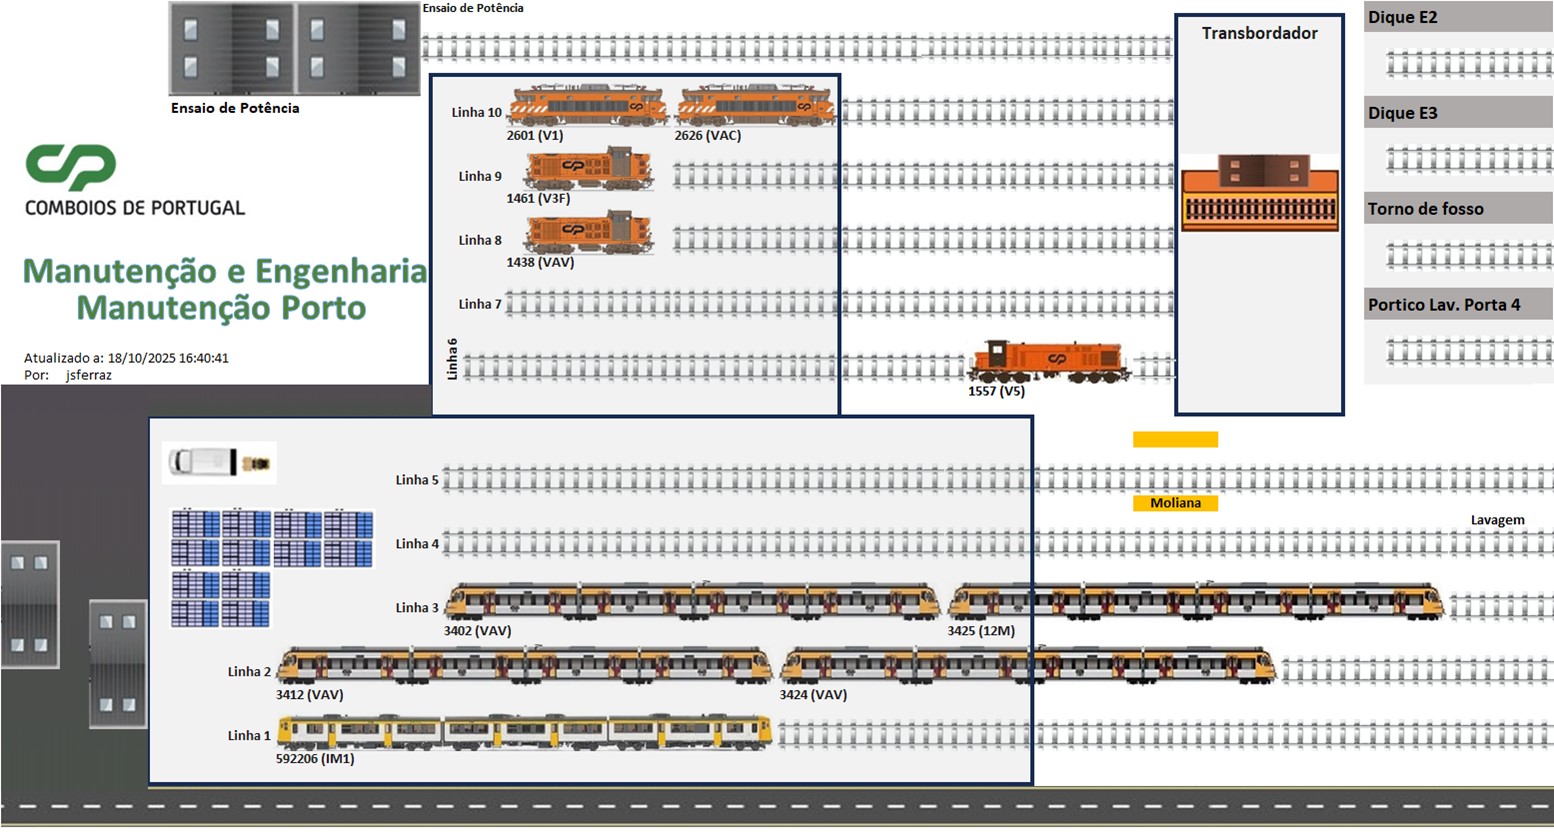 Ensaio de Potência
Ensaio de Potência
CP
COMBOIOS DE PORTUGAL
Manutenção e Engenharia
Manutenção Porto
Atualizado a: 18/10/2025 16:40:41
Por: jsferraz
Transbordador
Dique E2
Dique E3
Torno de fosso
Portico Lav. Porta 4
Linha 10
2601 (V1)
2626 (VAC)
Linha 9
1461 (V3F)
Linha 8
1438 (VAV)
Linha 7
Linha 6
1557 (V5)
Linha 5
Moliana
Lavagem
Linha 4
Linha 3
3402 (VAV)
3425 (12M)
Linha 2
3412 (VAV)
3424 (VAV)
Linha 1
592206 (IM1)